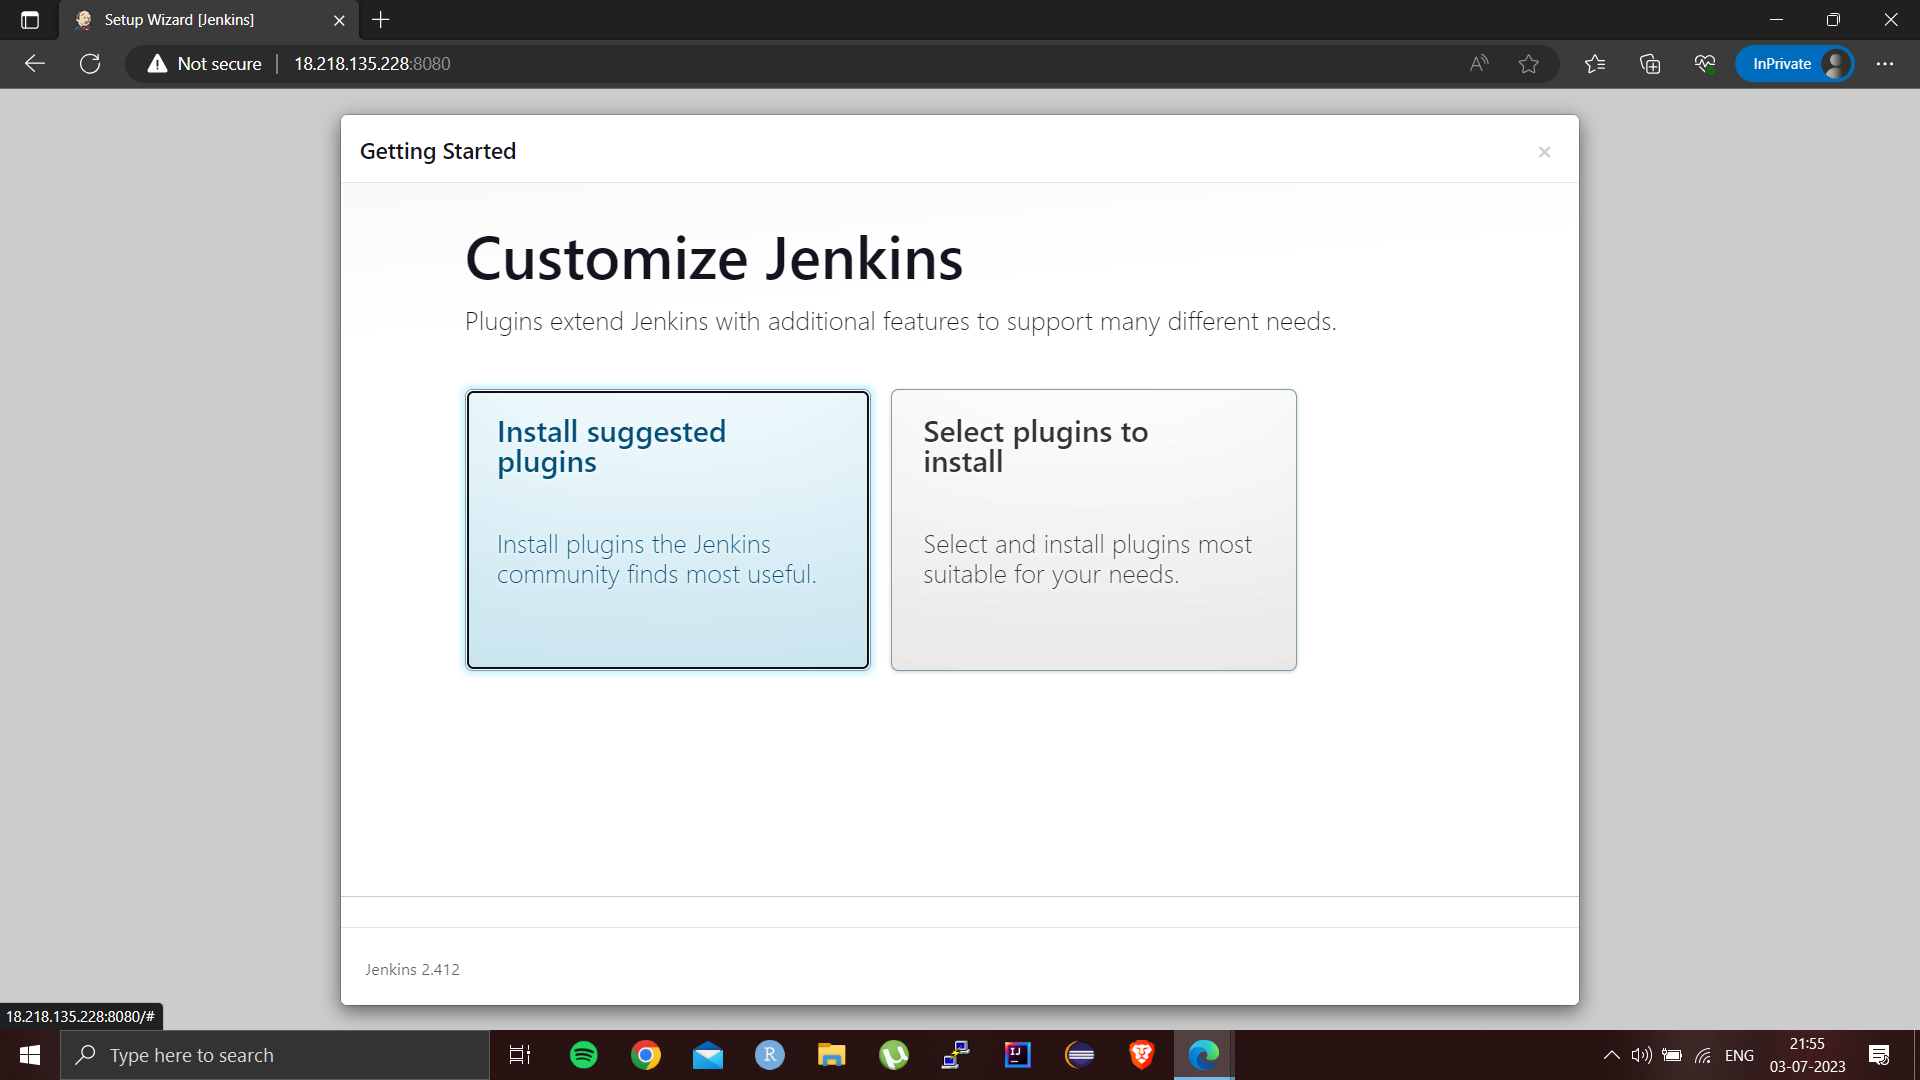 Setup Wizard [Jenkins]
Not secure
18.218.135.228:8080
InPrivate
Getting Started
Customize Jenkins
Plugins extend Jenkins with additional features to support many different needs.
Install suggested
plugins
Install plugins the Jenkins
community finds most useful.
Select plugins to
install
Select and install plugins most
suitable for your needs.
Jenkins 2.412
18.218.135.228:8080/#
Type here to search
R
IJ
ENG
21:55
03-07-2023